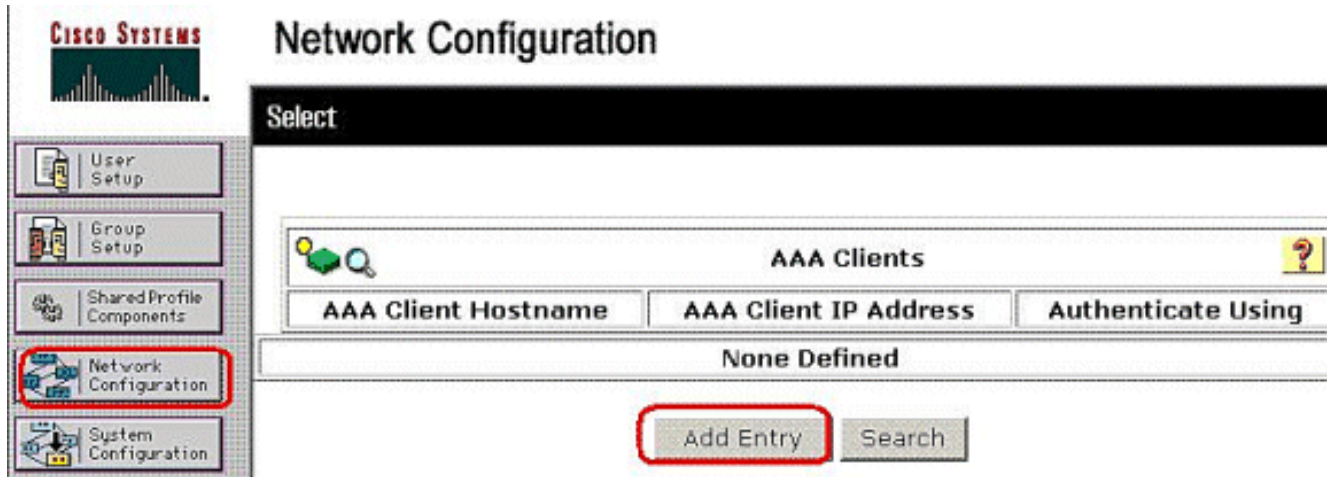 CISCO SYSTEMS
Network Configuration
Select
User
Setup
Group
Setup
Shared Profile
Components
Network
Configuration
System
Configuration
AAA Clients
?
AAA Client Hostname
AAA Client IP Address
Authenticate Using
None Defined
Add Entry
Search